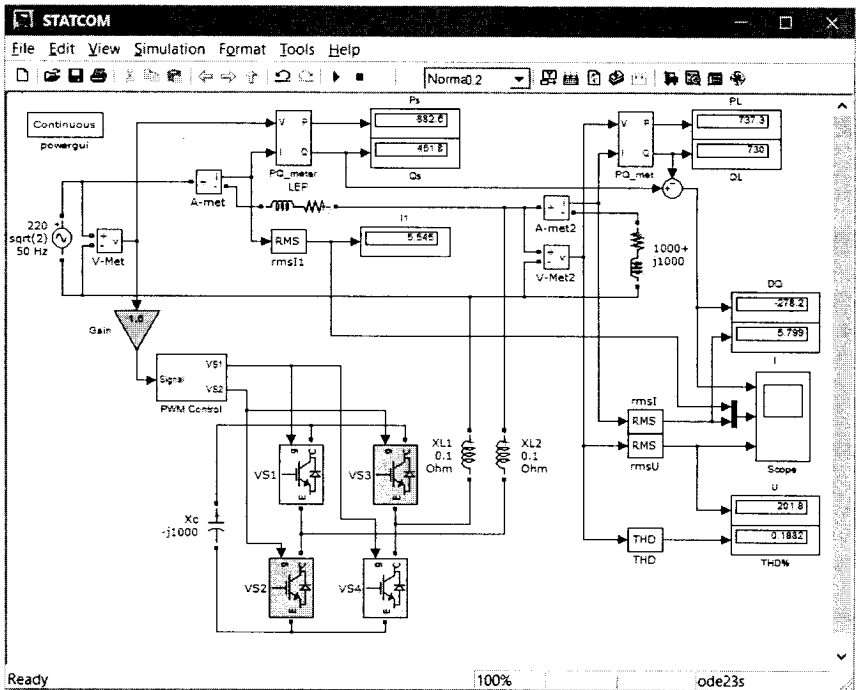 STATCOM
File Edit View Simulation Format Tools Help
Norma0.2
Continuous
powergui
V P
I Q
PQ_meter
Ps
682.6
451.8
Qs
A-met
LEP
220
sqrt(2)
50 Hz
V-Met
RMS
rmsI1
I1
5.545
V P
I Q
PQ_met
PL
737.3
730
QL
A-met2
V-Met2
1000+
j1000
DQ
-278.2
5.799
I
Gain
1.0
Signal
VS1
VS2
PWM Control
VS1
VS3
VS2
VS4
g C
E
g C
E
g C
E
g C
E
Xc
-j1000
XL1
0.1
Ohm
XL2
0.1
Ohm
rmsI
RMS
RMS
rmsU
Scope
U
201.8
0.1882
THD%
THD
THD
Ready
100%
ode23s